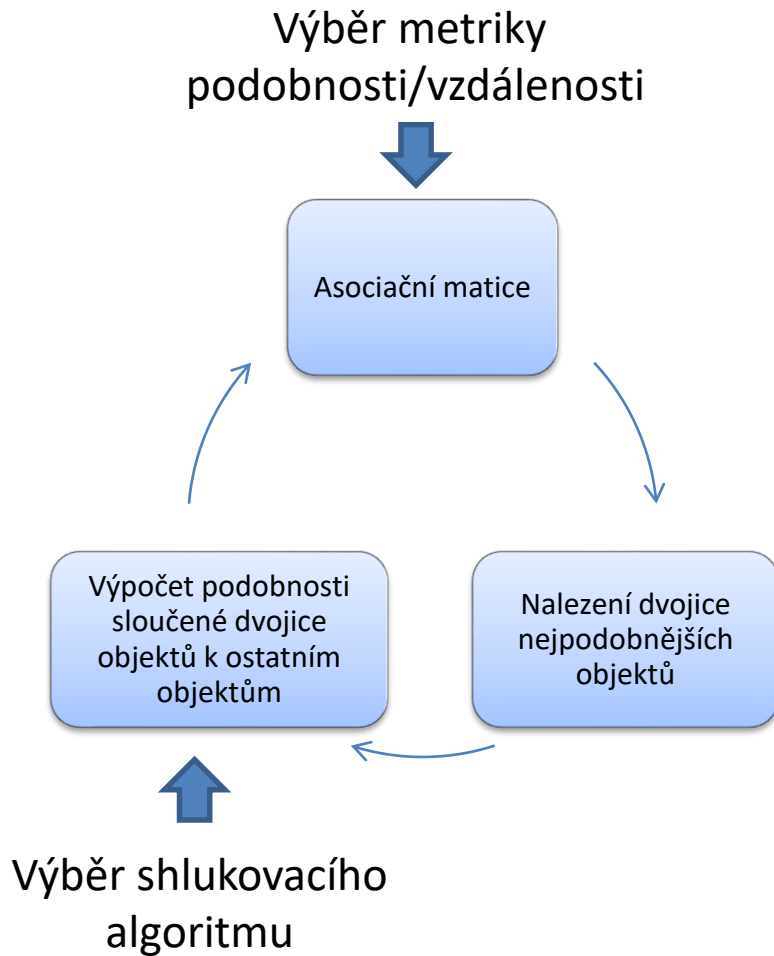 Výběr metriky
podobnosti/vzdálenosti
Asociační matice
Výpočet podobnosti
sloučené dvojice
objektů k ostatním
objektům
Nalezení dvojice
nejpodobnějších
objektů
Výběr shlukovacího
algoritmu